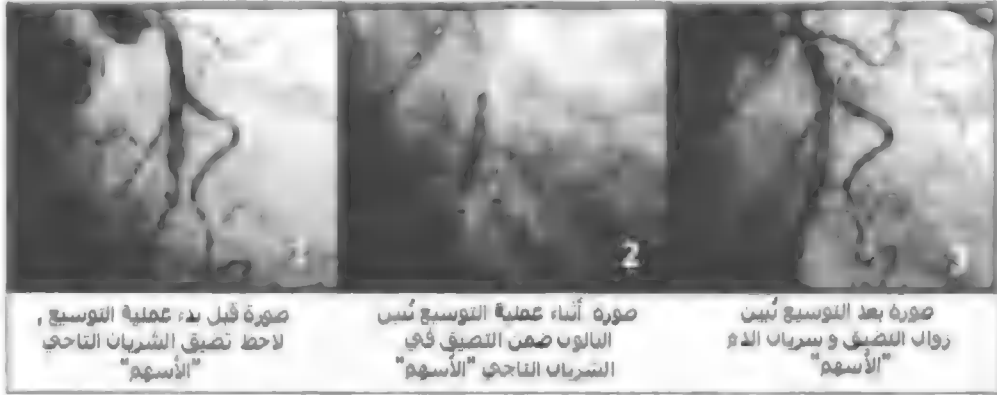 1
2
3
صورة قبل بدء عملية التوسيع ,
لاحظ تضيق الشريان التاجي
"الأسهم"
صورة أثناء عملية التوسيع تُبين
البالون ضمن التضيق في
الشريان التاجي "الأسهم"
صورة بعد التوسيع تُبين
زوال التضيق و سريان الدم
"الأسهم"